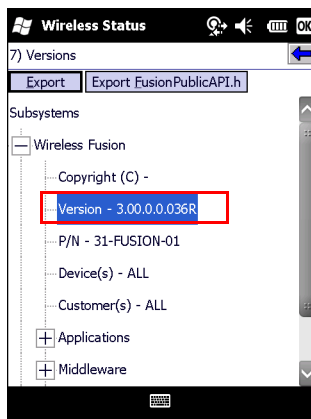 Wireless Status
OK
7) Versions
Export Export FusionPublicAPI.h
Subsystems
Wireless Fusion
Copyright (C) -
Version - 3.00.0.0.036R
P/N - 31-FUSION-01
Device(s) - ALL
Customer(s) - ALL
Applications
Middleware